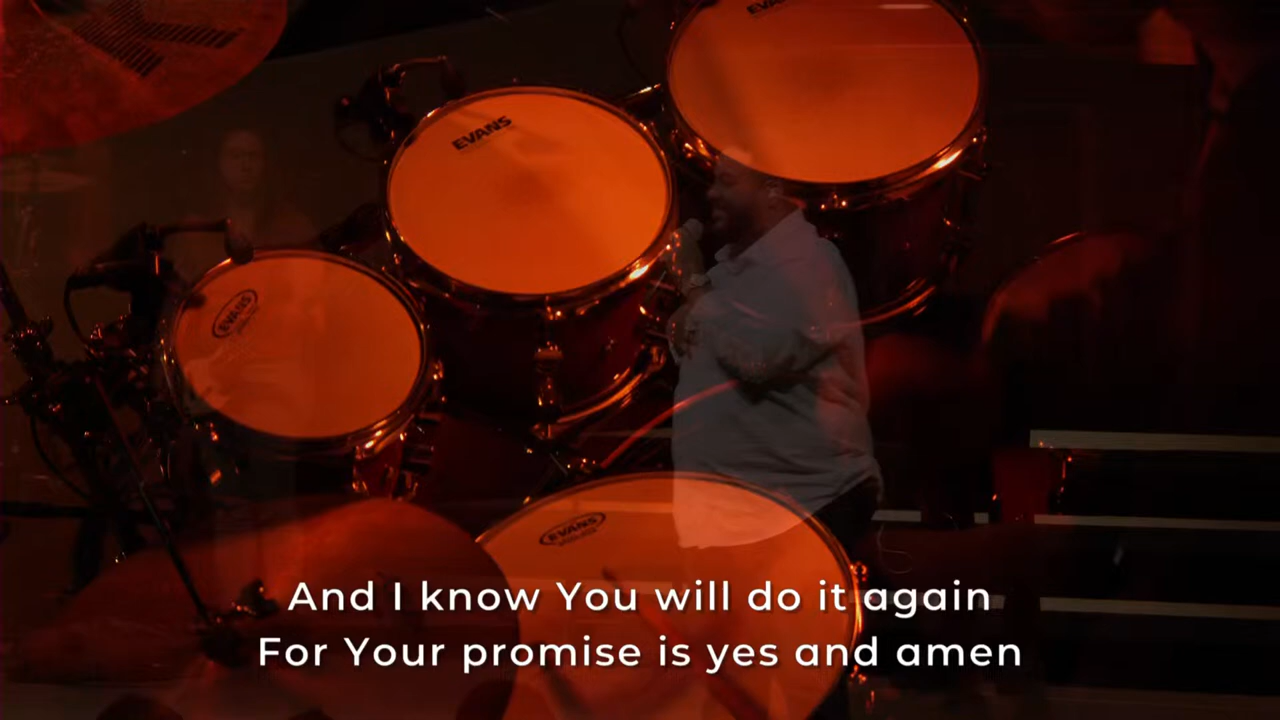 EVANS
EVANS
EVANS
EVANS
And I know You will do it again
For Your promise is yes and amen